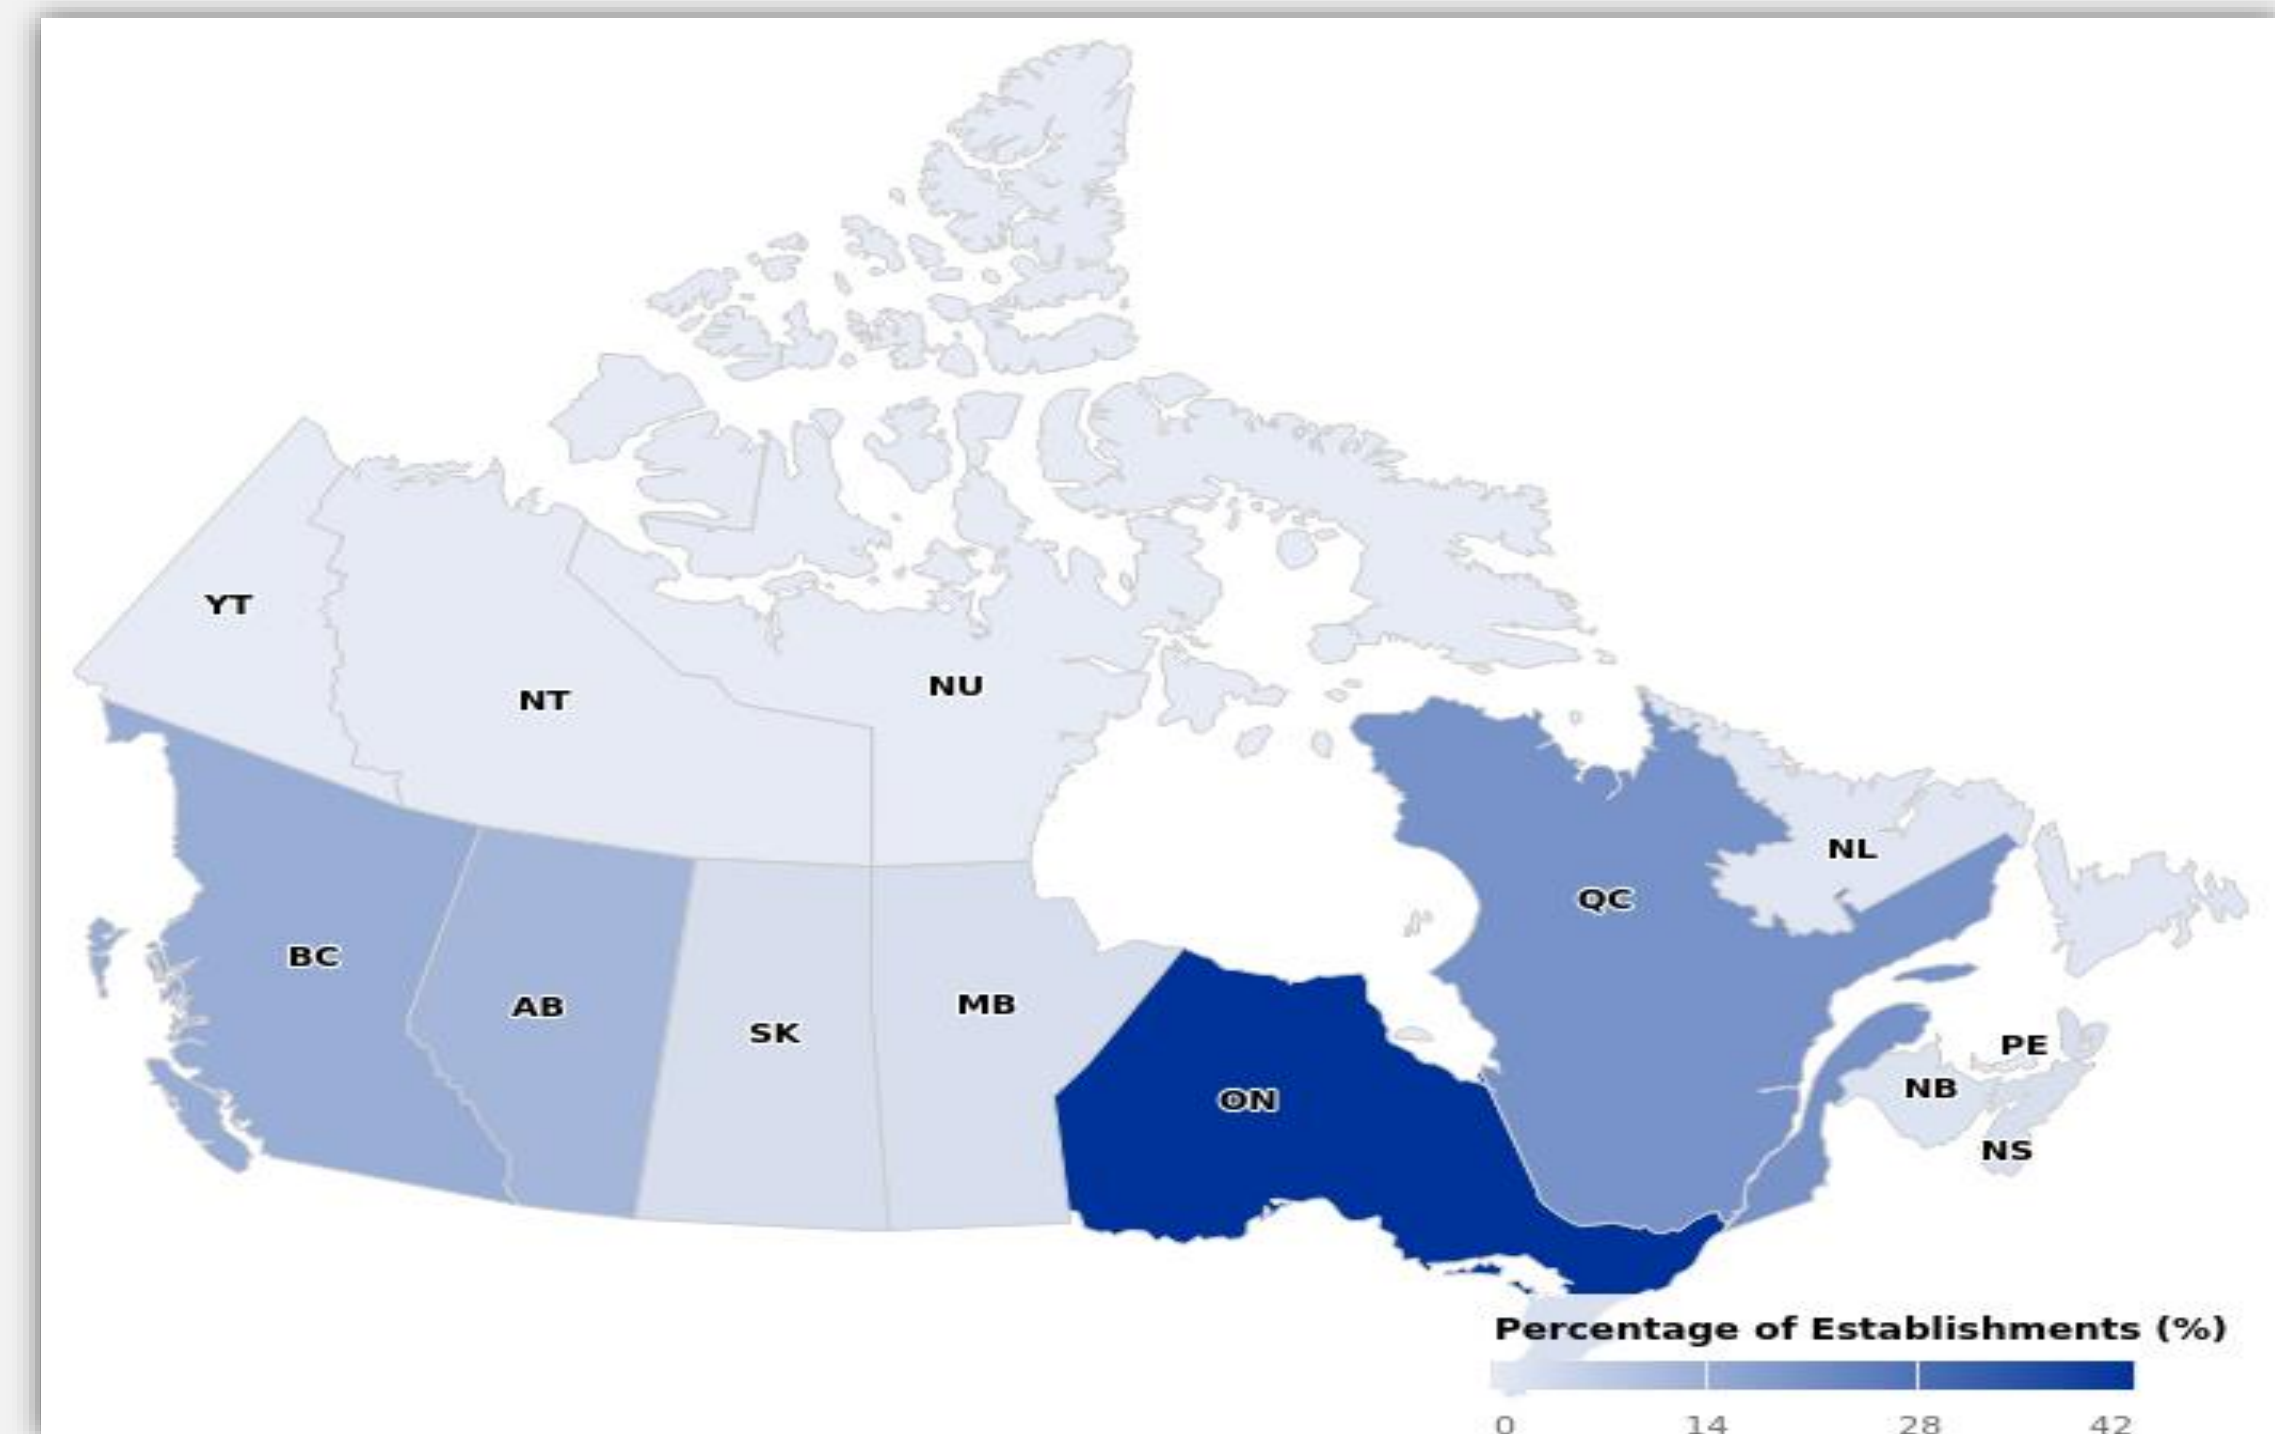 YT
NT
NU
NL
QC
BC
AB
MB
SK
PE
NB
ON
NS
Percentage of Establishments (%)
0 14 28 42